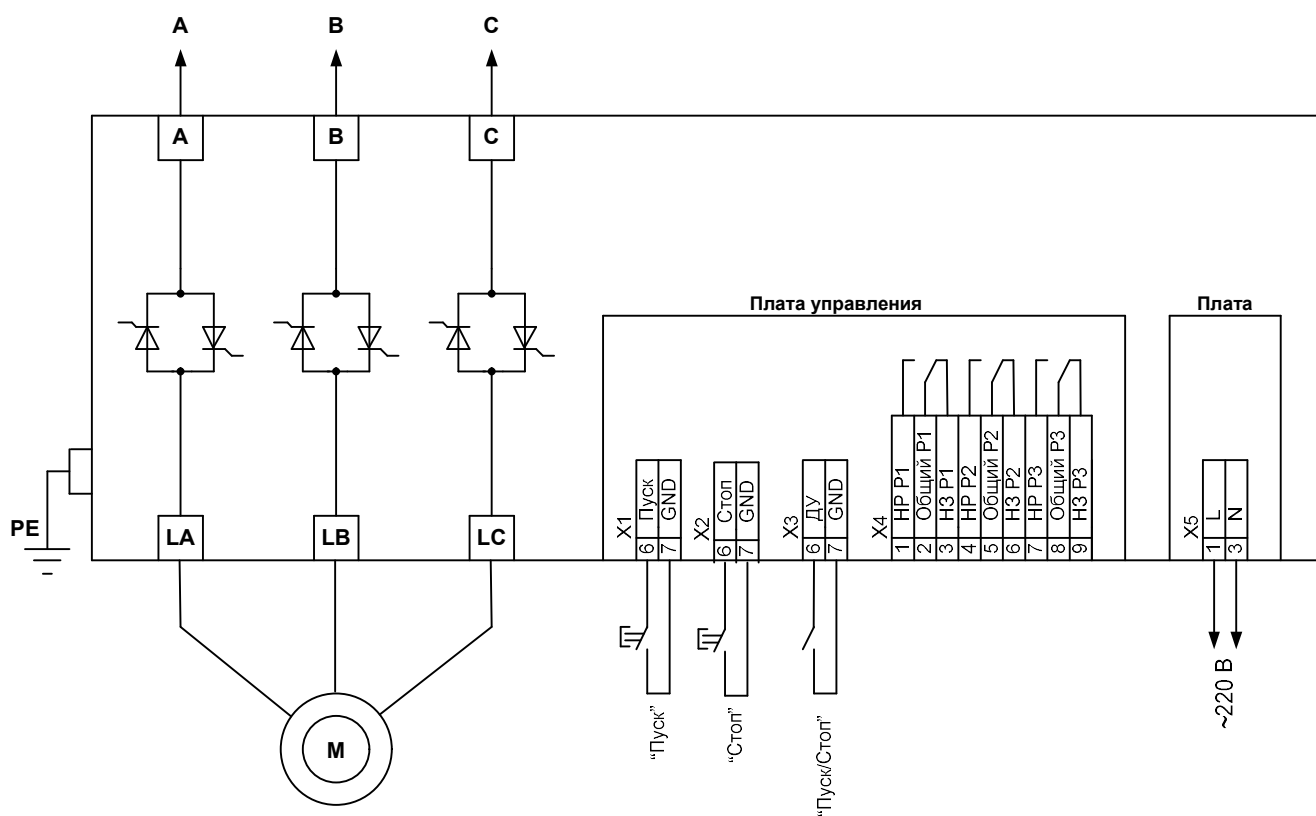 A B C
A B C
Плата управления
Плата
PE
LA LB LC
X1
Пуск
GND
6
7
X2
Стоп
GND
6
7
X3
ДУ
GND
6
7
X4
НР Р1
Общий Р1
НЗ Р1
НР Р2
Общий Р2
НЗ Р2
НР Р3
Общий Р3
НЗ Р3
1
2
3
4
5
6
7
8
9
X5
L
N
1
3
M
“Пуск”
“Стоп”
“Пуск/Стоп”
~220 В